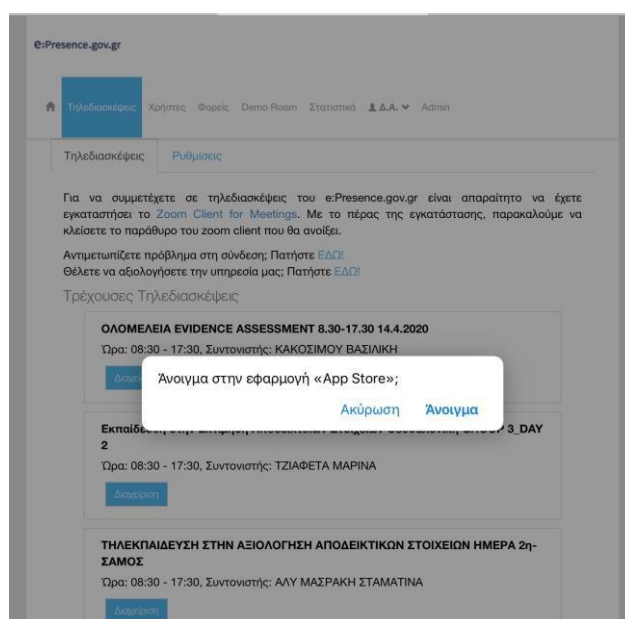 e:Presence.gov.gr
Τηλεδιασκέψεις Χρήστες Φορείς Demo Room Στατιστικά Δ.Α. Admin
Τηλεδιασκέψεις Ρυθμίσεις
Για να συμμετέχετε σε τηλεδιασκέψεις του e:Presence.gov.gr είναι απαραίτητο να έχετε
εγκαταστήσει το Zoom Client for Meetings. Με το πέρας της εγκατάστασης, παρακαλούμε να
κλείσετε το παράθυρο του zoom client που θα ανοίξει.
Αντιμετωπίζετε πρόβλημα στη σύνδεση; Πατήστε ΕΔΩ!
Θέλετε να αξιολογήσετε την υπηρεσία μας; Πατήστε ΕΔΩ!
Τρέχουσες Τηλεδιασκέψεις
ΟΛΟΜΕΛΕΙΑ EVIDENCE ASSESSMENT 8.30-17.30 14.4.2020
Ώρα: 08:30 - 17:30, Συντονιστής: ΚΑΚΟΣΙΜΟΥ ΒΑΣΙΛΙΚΗ
Άνοιγμα στην εφαρμογή «App Store»;
Ακύρωση Άνοιγμα
3_DAY
2
Ώρα: 08:30 - 17:30, Συντονιστής: ΤΖΙΑΦΕΤΑ ΜΑΡΙΝΑ
Διαχείριση
ΤΗΛΕΚΠΑΙΔΕΥΣΗ ΣΤΗΝ ΑΞΙΟΛΟΓΗΣΗ ΑΠΟΔΕΙΚΤΙΚΩΝ ΣΤΟΙΧΕΙΩΝ ΗΜΕΡΑ 2η-
ΣΑΜΟΣ
Ώρα: 08:30 - 17:30, Συντονιστής: ΑΛΥ ΜΑΣΡΑΚΗ ΣΤΑΜΑΤΙΝΑ
Διαχείριση